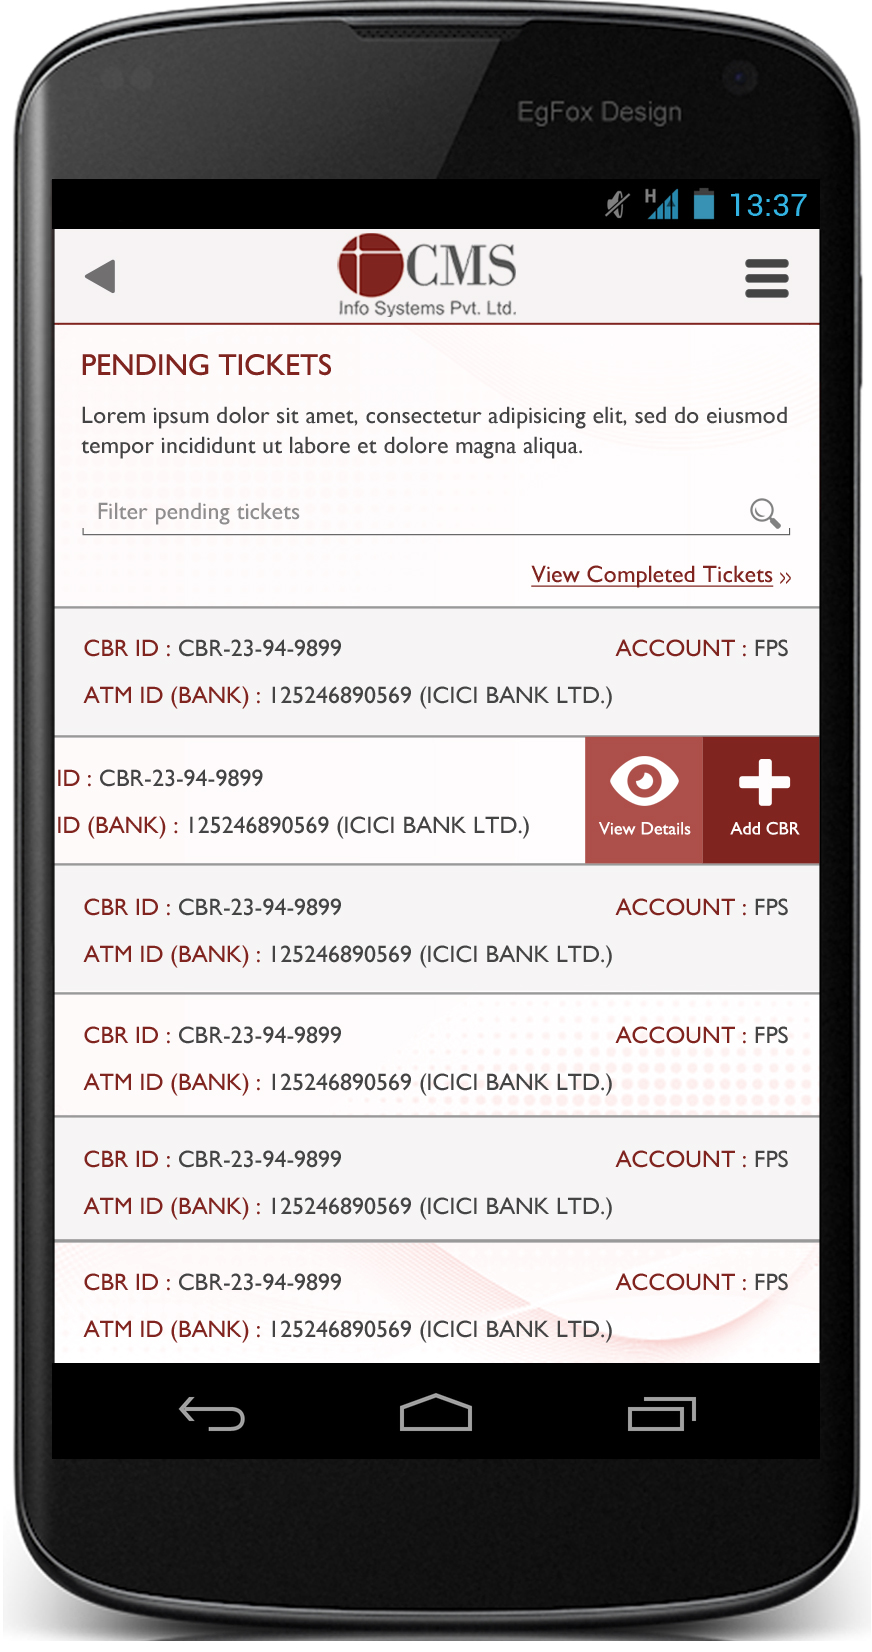 EgFox Design
H 13:37
CMS
Info Systems Pvt. Ltd.
PENDING TICKETS
Lorem ipsum dolor sit amet, consectetur adipisicing elit, sed do eiusmod
tempor incididunt ut labore et dolore magna aliqua.
Filter pending tickets
View Completed Tickets »
CBR ID : CBR-23-94-9899 ACCOUNT : FPS
ATM ID (BANK) : 125246890569 (ICICI BANK LTD.)
ID : CBR-23-94-9899
ID (BANK) : 125246890569 (ICICI BANK LTD.)
View Details
Add CBR
CBR ID : CBR-23-94-9899 ACCOUNT : FPS
ATM ID (BANK) : 125246890569 (ICICI BANK LTD.)
CBR ID : CBR-23-94-9899 ACCOUNT : FPS
ATM ID (BANK) : 125246890569 (ICICI BANK LTD.)
CBR ID : CBR-23-94-9899 ACCOUNT : FPS
ATM ID (BANK) : 125246890569 (ICICI BANK LTD.)
CBR ID : CBR-23-94-9899 ACCOUNT : FPS
ATM ID (BANK) : 125246890569 (ICICI BANK LTD.)